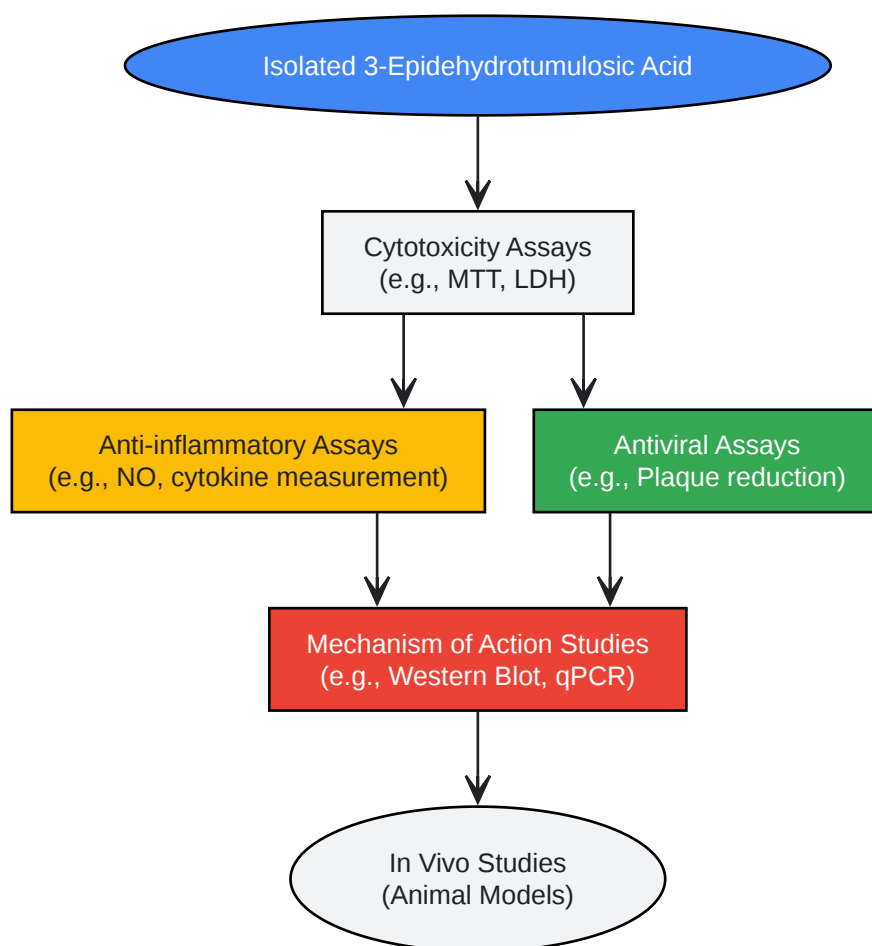 Isolated 3-Epidehydrotumulosic Acid
Cytotoxicity Assays
(e.g., MTT, LDH)
Anti-inflammatory Assays
(e.g., NO, cytokine measurement)
Antiviral Assays
(e.g., Plaque reduction)
Mechanism of Action Studies
(e.g., Western Blot, qPCR)
In Vivo Studies
(Animal Models)